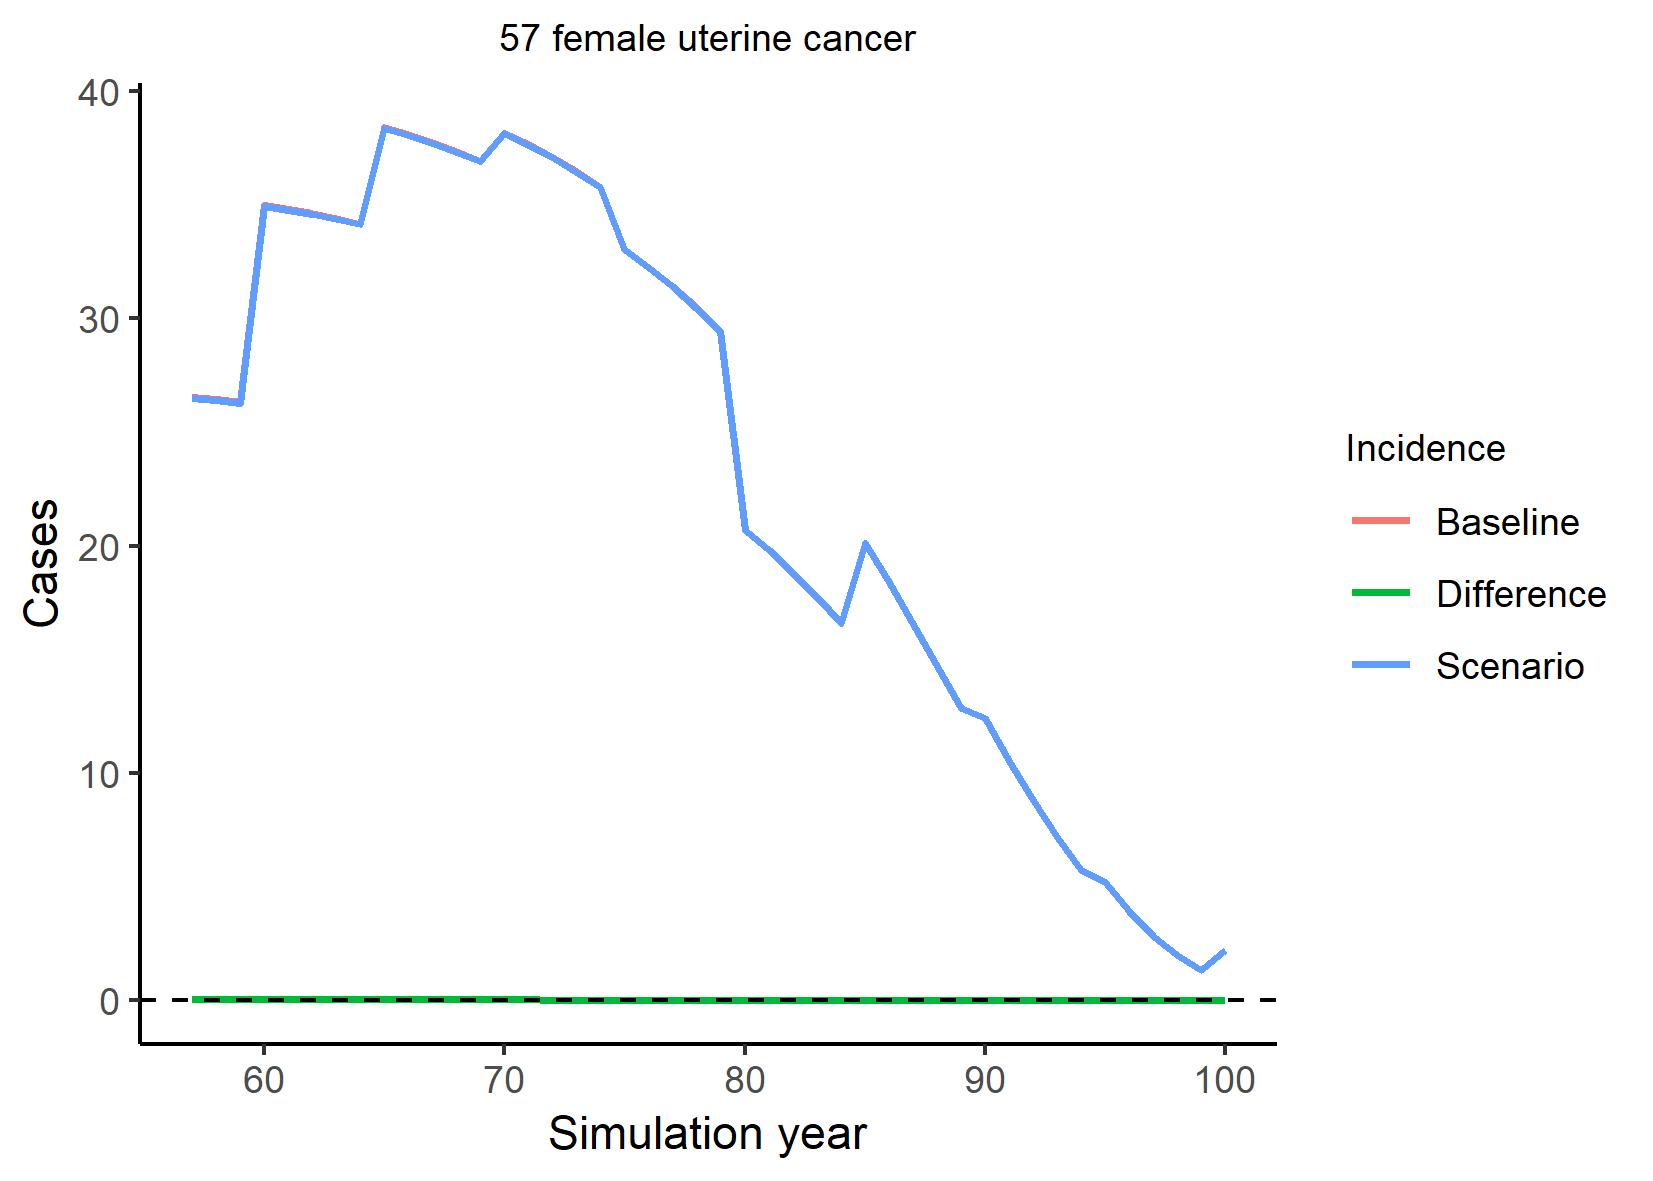 57 female uterine cancer
40
30
20
10
0
Cases
60 70 80 90 100
Simulation year
Incidence
Baseline
Difference
Scenario